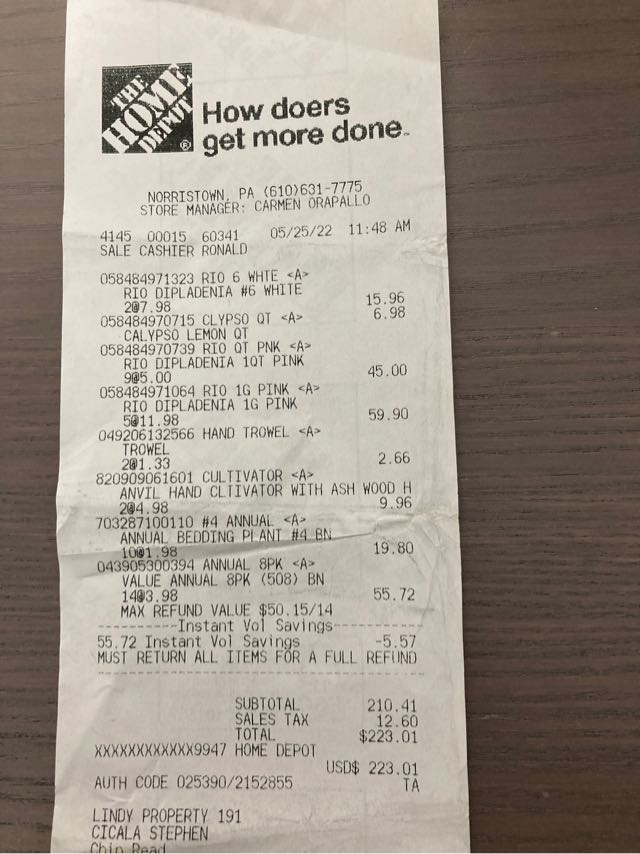 THE
HOME
DEPOT®
How doers
get more done™
NORRISTOWN, PA (610)631-7775
STORE MANAGER: CARMEN ORAPALLO
4145 00015 60341 05/25/22 11:48 AM
SALE CASHIER RONALD
058484971323 RIO 6 WHTE <A>
RIO DIPLADENIA #6 WHITE
2@7.98 15.96
058484970715 CLYPSO QT <A> 6.98
CALYPSO LEMON QT
058484970739 RIO QT PNK <A>
RIO DIPLADENIA 1QT PINK
9@5.00 45.00
058484971064 RIO 1G PINK <A>
RIO DIPLADENIA 1G PINK
5@11.98 59.90
049206132566 HAND TROWEL <A>
TROWEL
2@1.33 2.66
820909061601 CULTIVATOR <A>
ANVIL HAND CLTIVATOR WITH ASH WOOD H
2@4.98 9.96
703287100110 #4 ANNUAL <A>
ANNUAL BEDDING PLANT #4 BN
10@1.98 19.80
043905300394 ANNUAL 8PK <A>
VALUE ANNUAL 8PK (508) BN
14@3.98 55.72
MAX REFUND VALUE $50.15/14
----------Instant Vol Savings-----------
55.72 Instant Vol Savings -5.57
MUST RETURN ALL ITEMS FOR A FULL REFUND
----------------------------------------
SUBTOTAL 210.41
SALES TAX 12.60
TOTAL $223.01
XXXXXXXXXXXX9947 HOME DEPOT
USD$ 223.01
AUTH CODE 025390/2152855 TA
LINDY PROPERTY 191
CICALA STEPHEN
Chip Read